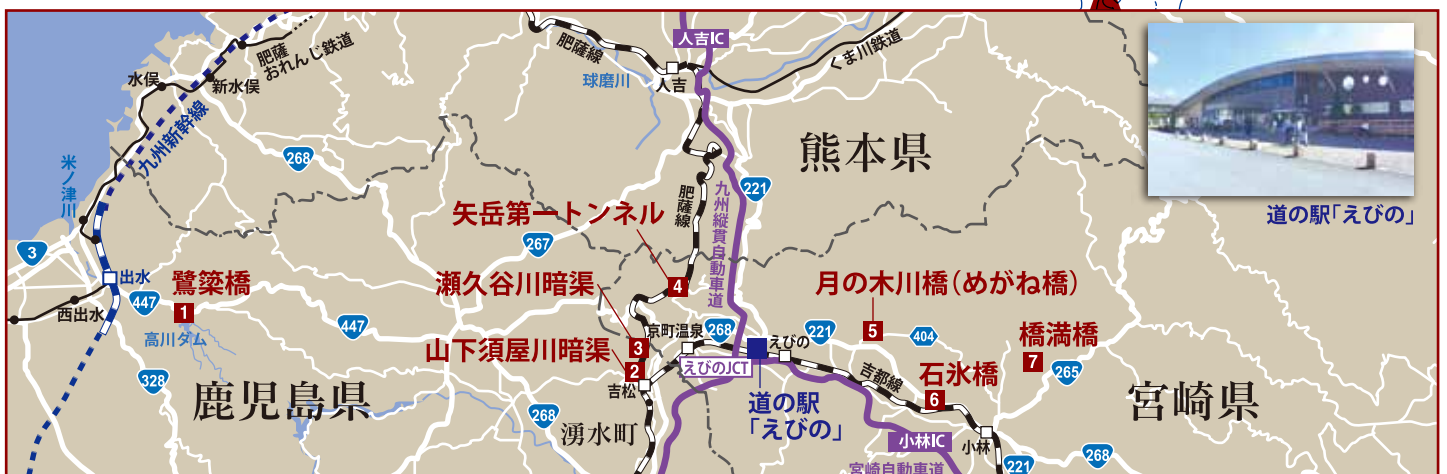 肥薩
おれんじ鉄道
水俣
新水俣
九州新幹線
米ノ津川
268
3
出水
西出水
447
鷺築橋
1
高川ダム
447
328
鹿児島県
肥薩線
球磨川
人吉IC
人吉
くま川鉄道
熊本県
221
肥薩線
九州縦貫自動車道
矢岳第一トンネル
267
4
瀬久谷川暗渠
3
山下須屋川暗渠
2
吉松
京町温泉
268
えびのJCT
えびの
221
道の駅
「えびの」
268
湧水町
月の木川橋（めがね橋）
5
404
吉都線
石氷橋
6
橋満橋
7
265
宮崎県
小林IC
小林
宮崎自動車道
221
268
道の駅「えびの」